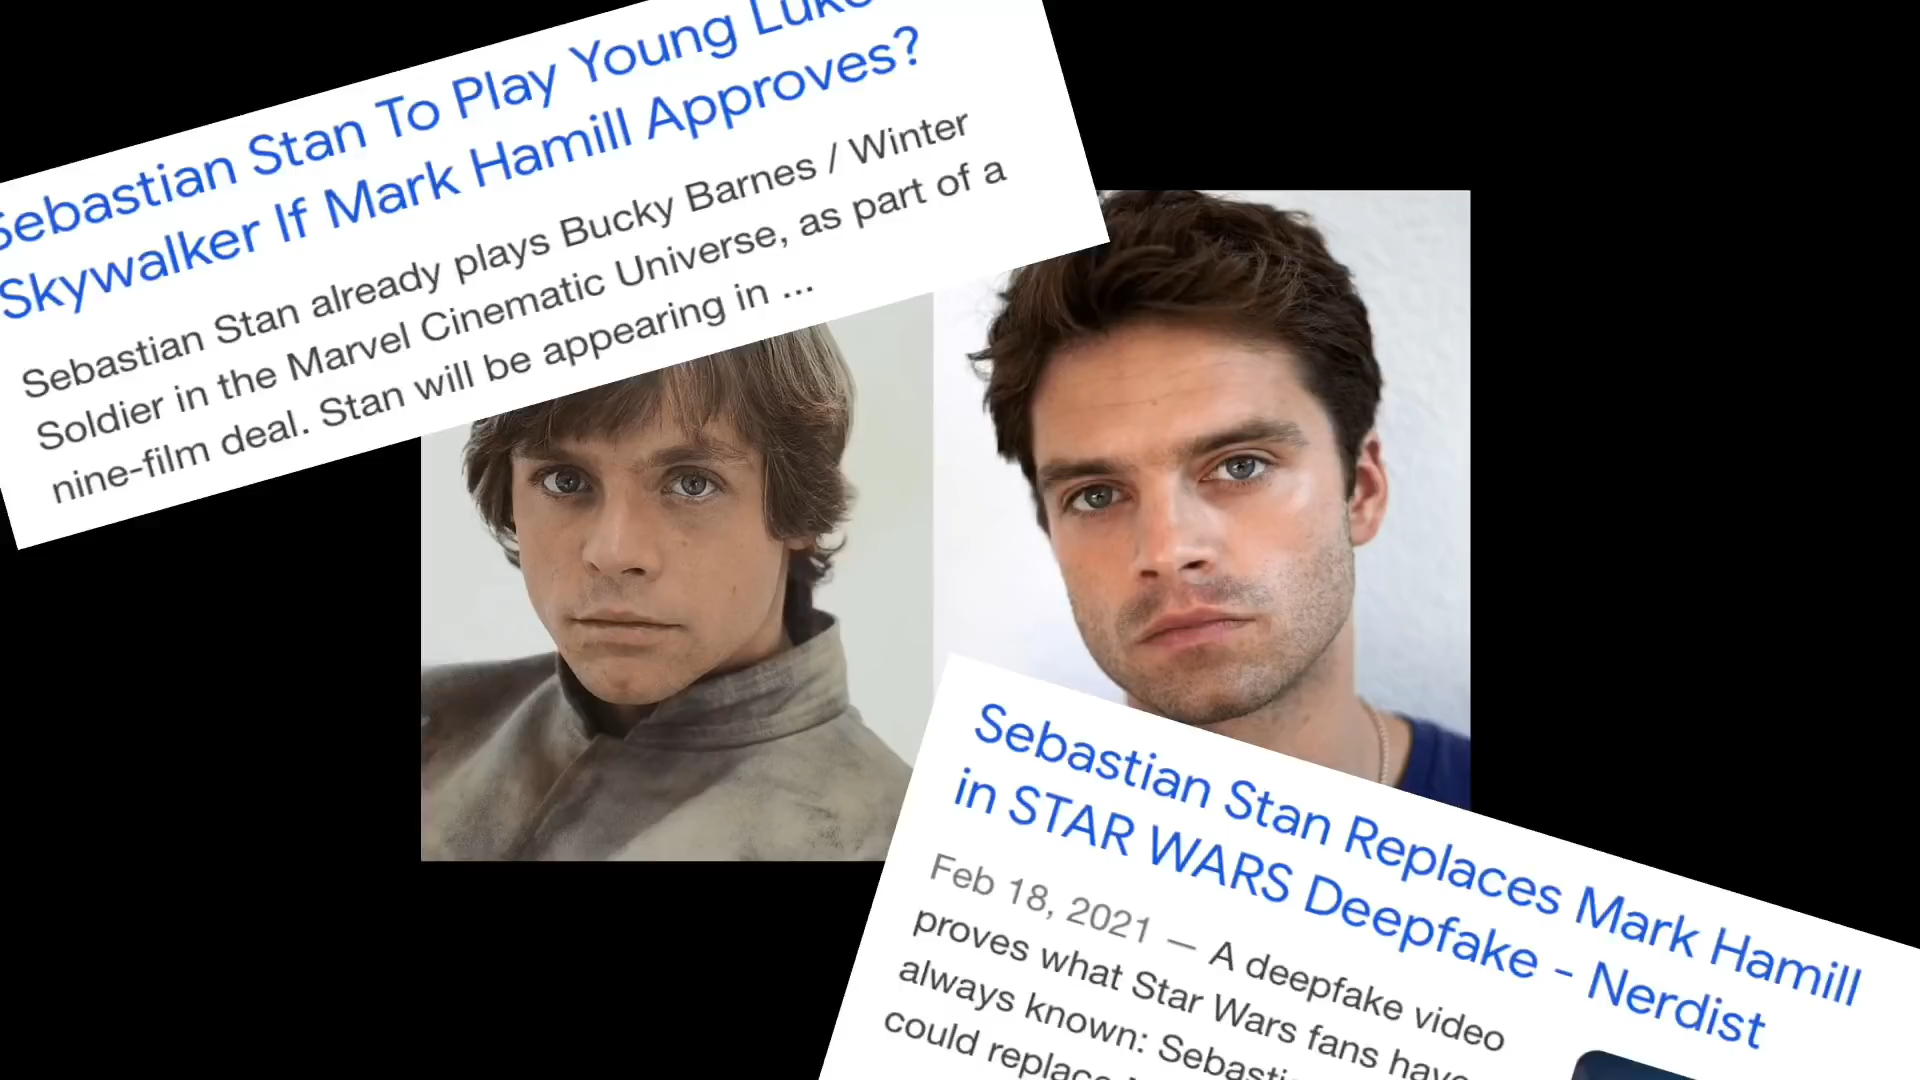 Sebastian Stan To Play Young Luke
Skywalker If Mark Hamill Approves?
Sebastian Stan already plays Bucky Barnes / Winter
Soldier in the Marvel Cinematic Universe, as part of a
nine-film deal. Stan will be appearing in ...
Sebastian Stan Replaces Mark Hamill
in STAR WARS Deepfake - Nerdist
Feb 18, 2021 — A deepfake video
proves what Star Wars fans have
always known: Sebasti
could replac